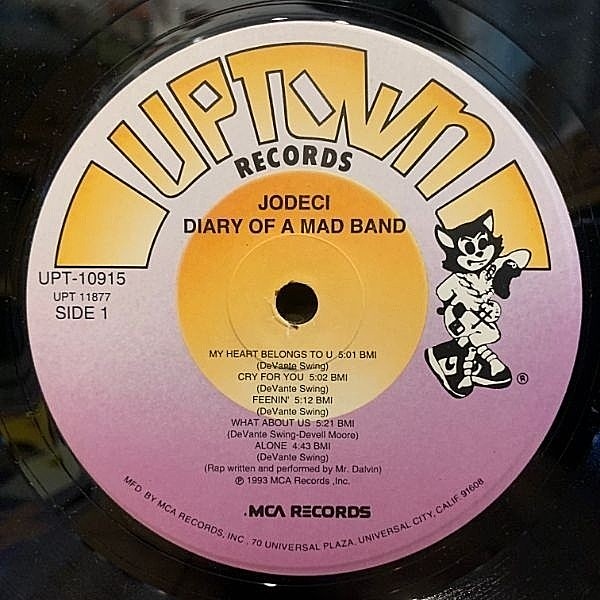 UPTOWN
RECORDS
JODECI
DIARY OF A MAD BAND
UPT-10915
UPT 11877
SIDE 1
MY HEART BELONGS TO U 5:01 BMI
(DeVante Swing)
CRY FOR YOU 5:02 BMI
(DeVante Swing)
FEENIN' 5:12 BMI
(DeVante Swing)
WHAT ABOUT US 5:21 BMI
(DeVante Swing-Devell Moore)
ALONE 4:43 BMI
(DeVante Swing)
(Rap written and performed by Mr. Dalvin)
℗ 1993 MCA Records ,Inc.
®
MCA RECORDS
MFD. BY MCA RECORDS, INC , 70 UNIVERSAL PLAZA, UNIVERSAL CITY, CALIF. 91608